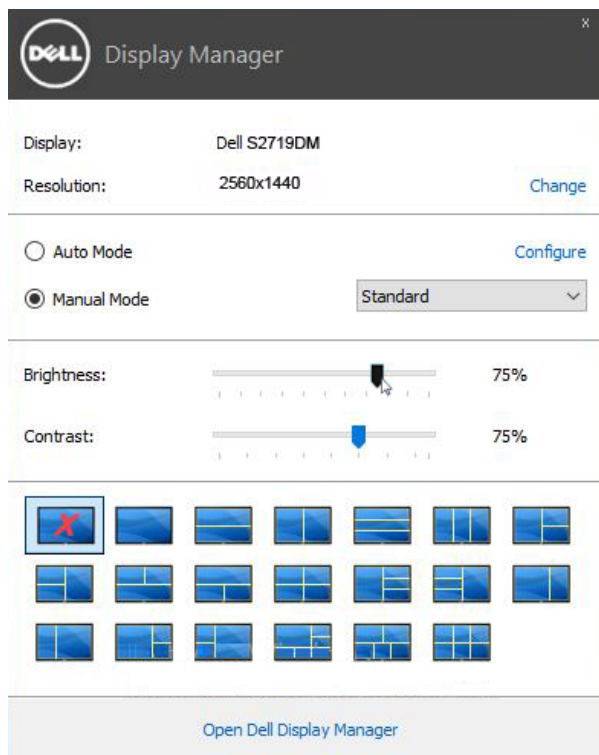 x
DELL Display Manager
Display: Dell S2719DM
Resolution: 2560x1440 Change
Auto Mode Configure
Manual Mode Standard
Brightness: 75%
Contrast: 75%
X
Open Dell Display Manager